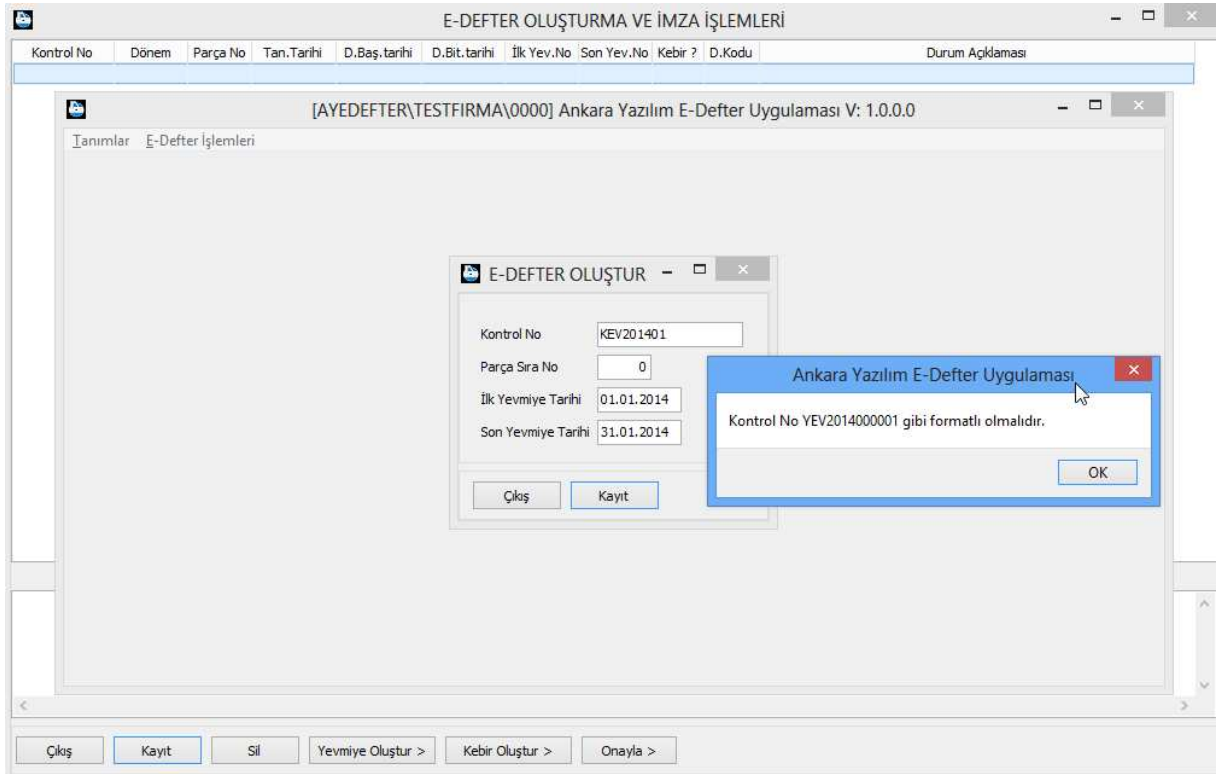 E-DEFTER OLUŞTURMA VE İMZA İŞLEMLERİ
Kontrol No Dönem Parça No Tan.Tarihi D.Baş.tarihi D.Bit.tarihi İlk Yev.No Son Yev.No Kebir ? D.Kodu Durum Açıklaması
[AYEDEFTER\TESTFIRMA\0000] Ankara Yazılım E-Defter Uygulaması V: 1.0.0.0
Tanımlar E-Defter İşlemleri
E-DEFTER OLUŞTUR
Kontrol No KEV201401
Parça Sıra No 0
İlk Yevmiye Tarihi 01.01.2014
Son Yevmiye Tarihi 31.01.2014
Çıkış Kayıt
Ankara Yazılım E-Defter Uygulaması
Kontrol No YEV2014000001 gibi formatlı olmalıdır.
OK
Çıkış Kayıt Sil Yevmiye Oluştur > Kebir Oluştur > Onayla >